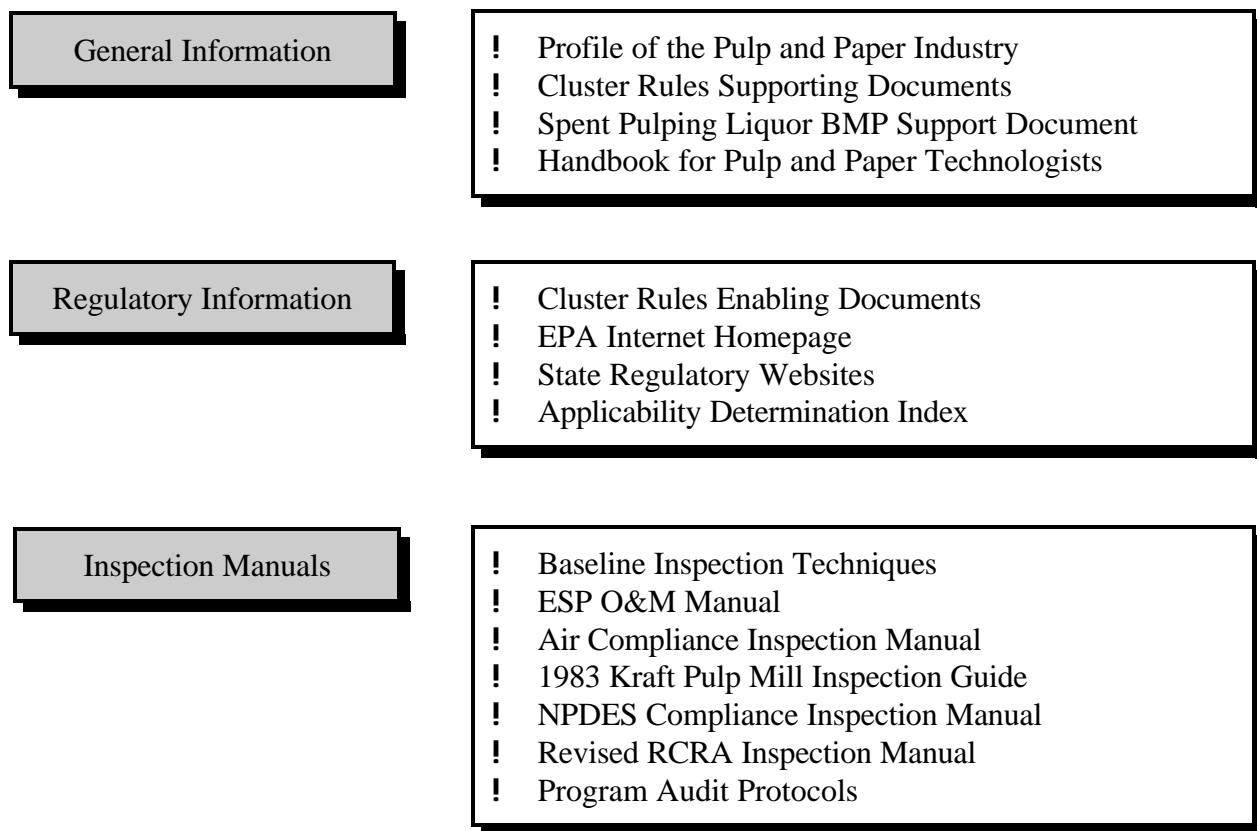 General Information
! Profile of the Pulp and Paper Industry
! Cluster Rules Supporting Documents
! Spent Pulping Liquor BMP Support Document
! Handbook for Pulp and Paper Technologists
Regulatory Information
! Cluster Rules Enabling Documents
! EPA Internet Homepage
! State Regulatory Websites
! Applicability Determination Index
Inspection Manuals
! Baseline Inspection Techniques
! ESP O&M Manual
! Air Compliance Inspection Manual
! 1983 Kraft Pulp Mill Inspection Guide
! NPDES Compliance Inspection Manual
! Revised RCRA Inspection Manual
! Program Audit Protocols